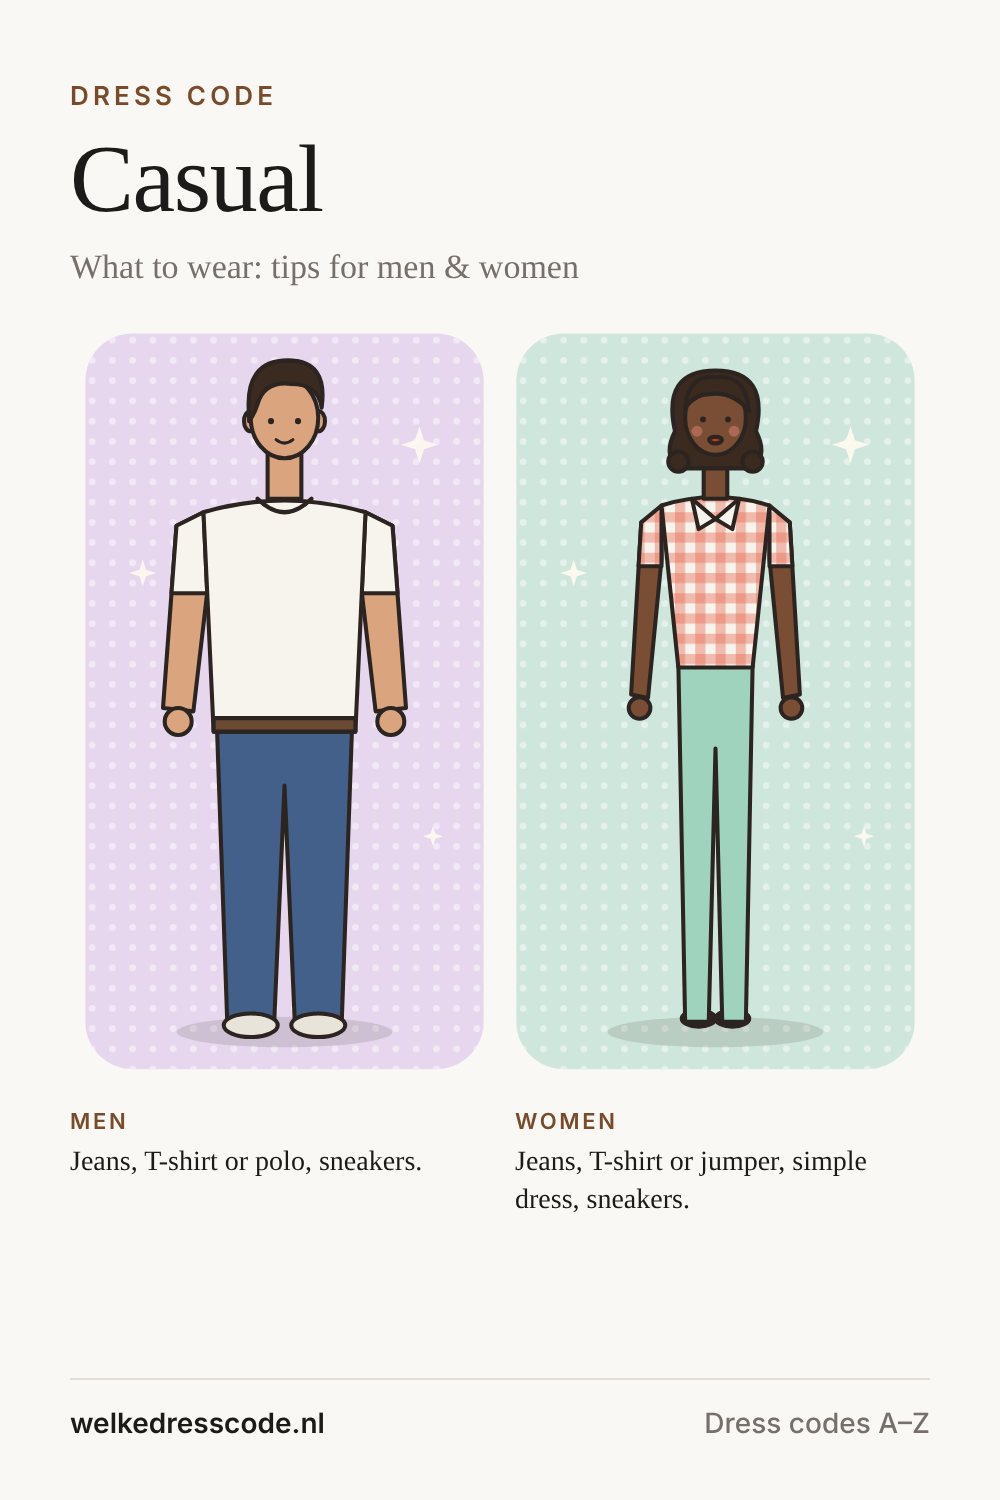 DRESS CODE
Casual
What to wear: tips for men & women
MEN
Jeans, T-shirt or polo, sneakers.
WOMEN
Jeans, T-shirt or jumper, simple
dress, sneakers.
welkedresscode.nl
Dress codes A–Z